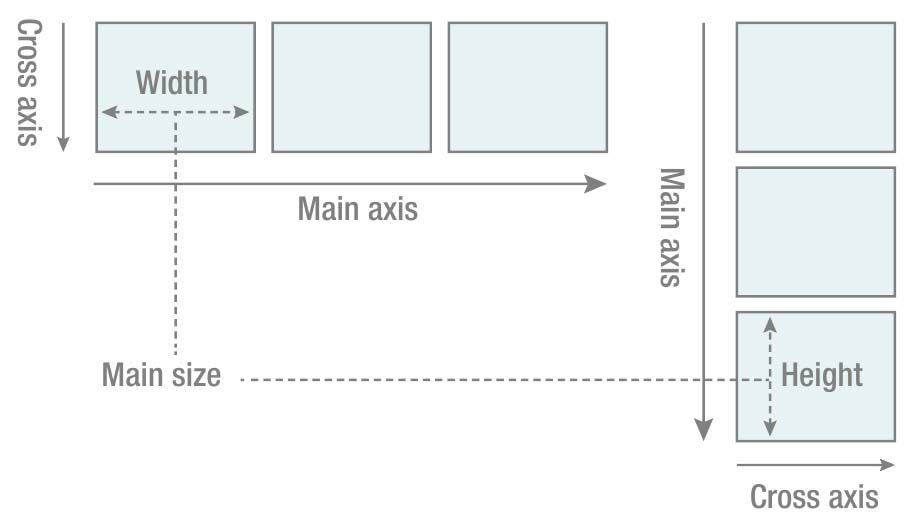 Cross axis
Width
Main axis
Main axis
Main size
Height
Cross axis